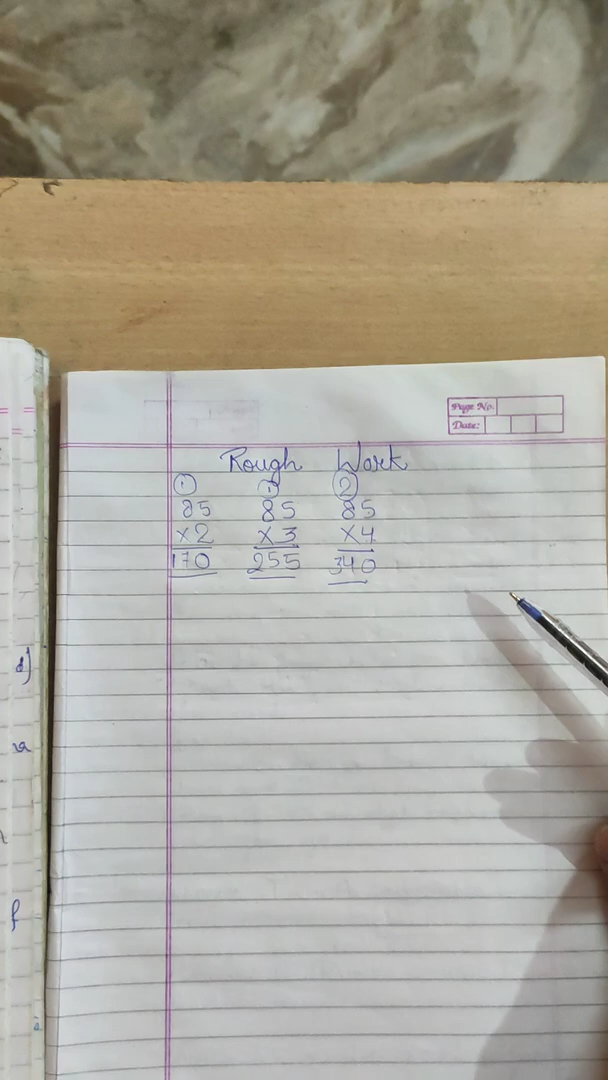 Page No.
Date:
Rough Work
1 1 2
85 85 85
×2 ×3 ×4
170 255 340